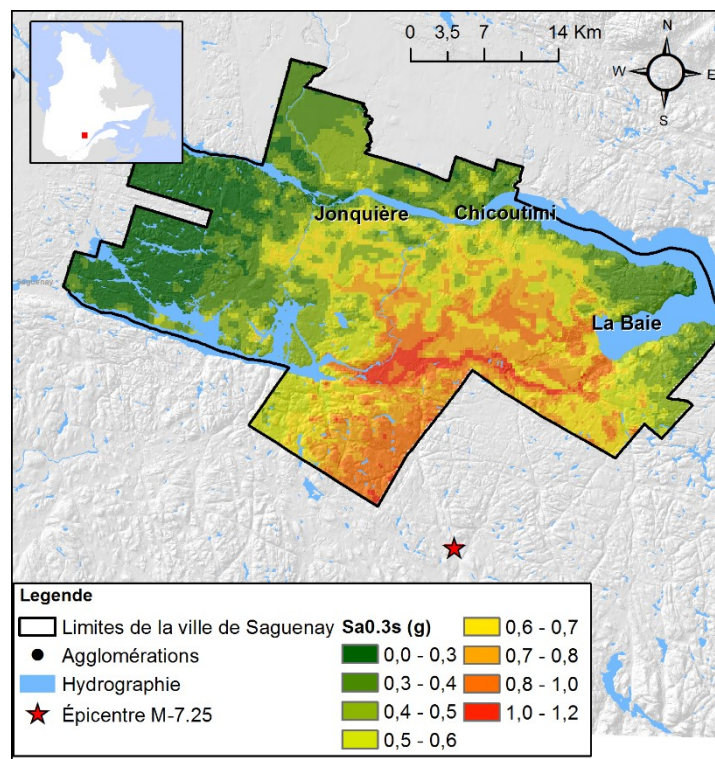 0 3,5 7 14 Km
N
W E
S
Jonquière
Chicoutimi
La Baie
Legende
Limites de la ville de Saguenay
Agglomérations
Hydrographie
Épicentre M-7.25
Sa0.3s (g)
0,0 - 0,3
0,3 - 0,4
0,4 - 0,5
0,5 - 0,6
0,6 - 0,7
0,7 - 0,8
0,8 - 1,0
1,0 - 1,2